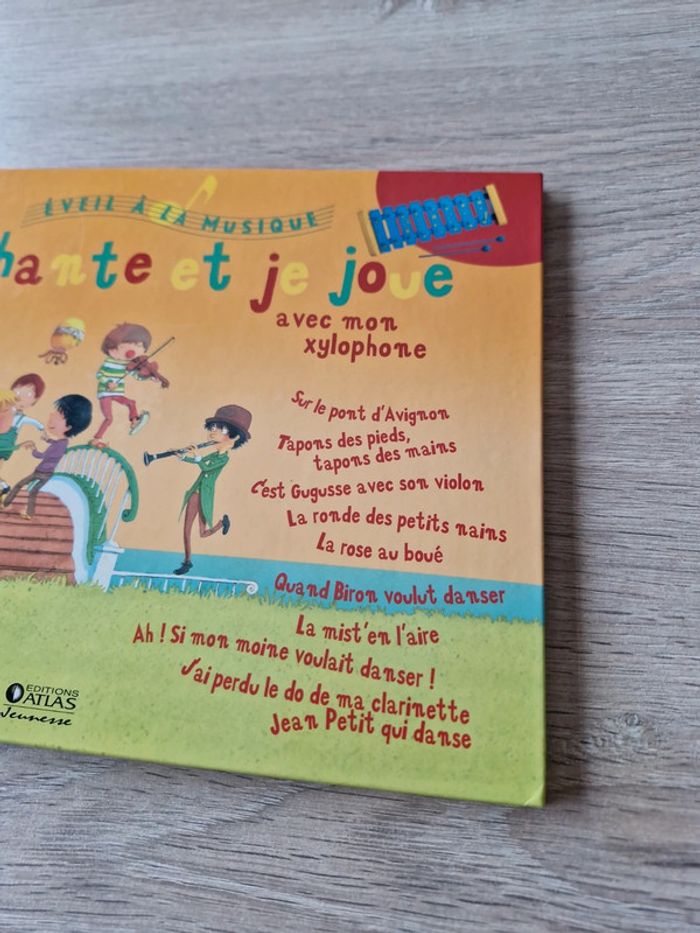 ÉVEIL À LA MUSIQUE
hante et je joue
avec mon
xylophone
Sur le pont d'Avignon
Tapons des pieds,
tapons des mains
C'est Gugusse avec son violon
La ronde des petits nains
La rose au boué
Quand Biron voulut danser
La mist'en l'aire
Ah ! Si mon moine voulait danser !
J'ai perdu le do de ma clarinette
Jean Petit qui danse
EDITIONS
ATLAS
Jeunesse